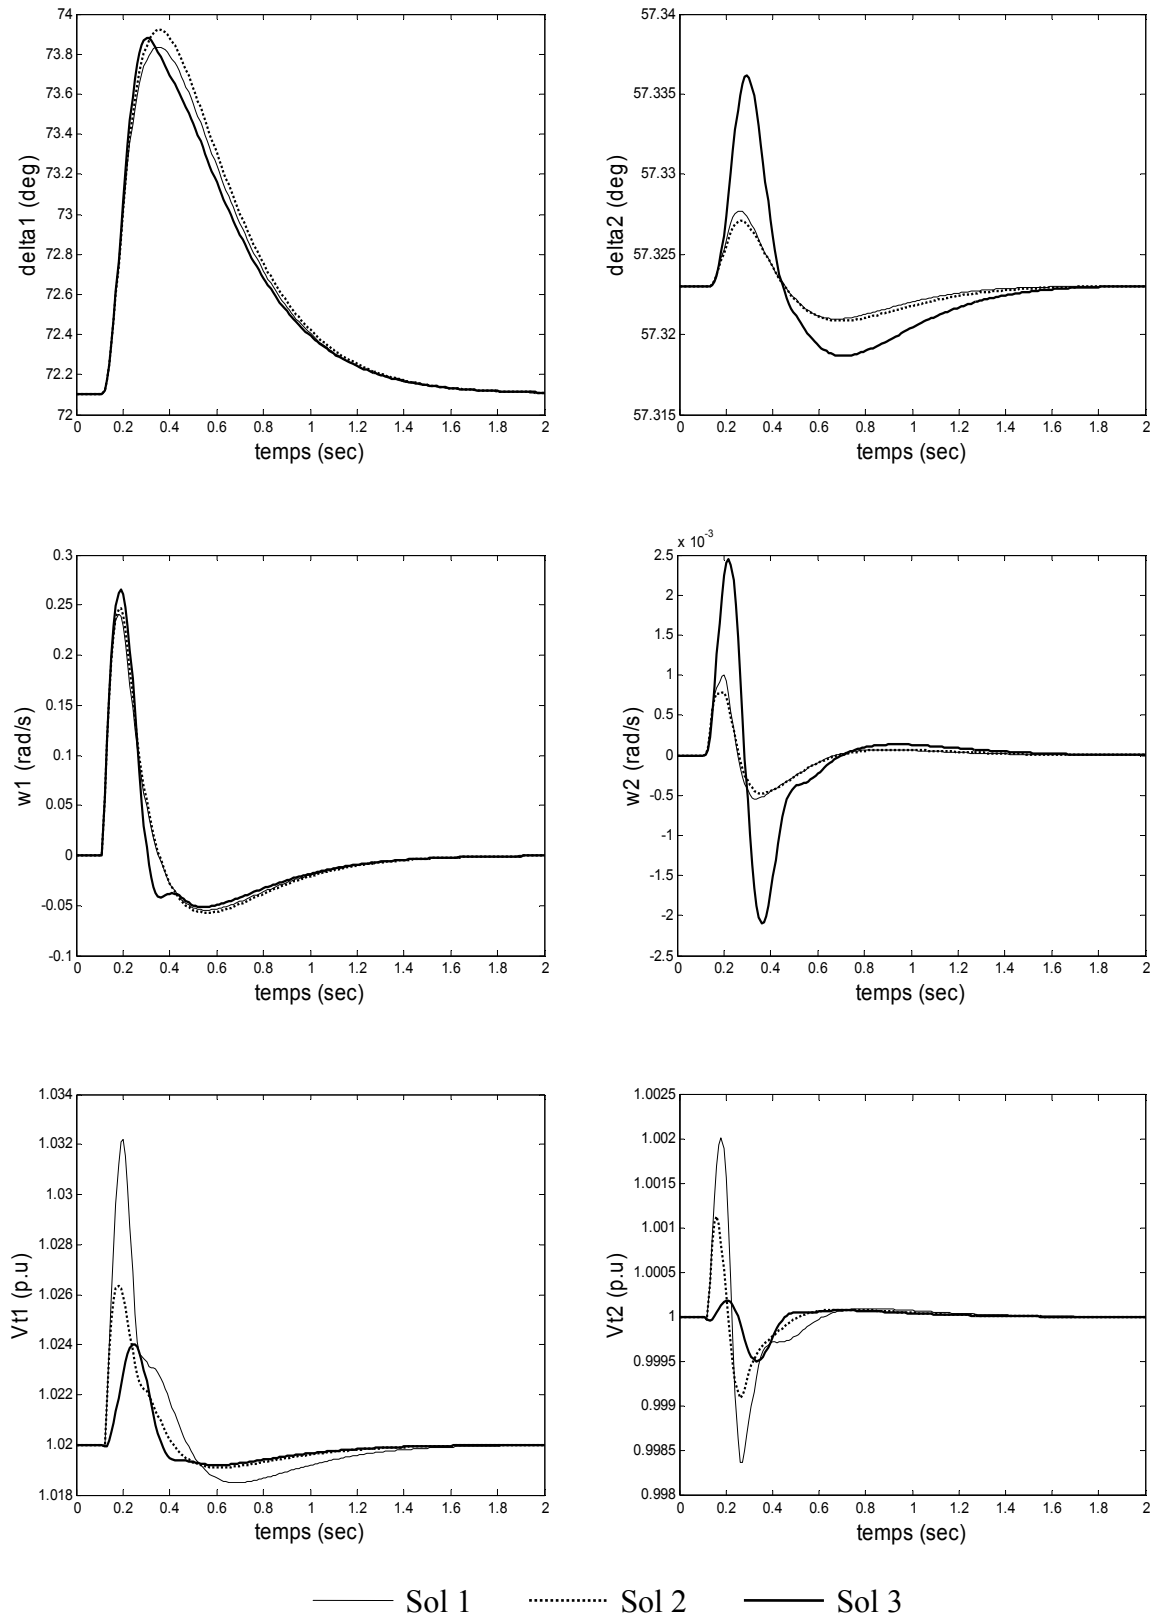 74
73.8
73.6
73.4
73.2
73
72.8
72.6
72.4
72.2
72
delta1 (deg)
0 0.2 0.4 0.6 0.8 1 1.2 1.4 1.6 1.8 2
temps (sec)
57.34
57.335
57.33
57.325
57.32
57.315
delta2 (deg)
0 0.2 0.4 0.6 0.8 1 1.2 1.4 1.6 1.8 2
temps (sec)
0.3
0.25
0.2
0.15
0.1
0.05
0
-0.05
-0.1
w1 (rad/s)
0 0.2 0.4 0.6 0.8 1 1.2 1.4 1.6 1.8 2
temps (sec)
x 10^-3
2.5
2
1.5
1
0.5
0
-0.5
-1
-1.5
-2
-2.5
w2 (rad/s)
0 0.2 0.4 0.6 0.8 1 1.2 1.4 1.6 1.8 2
temps (sec)
1.034
1.032
1.03
1.028
1.026
1.024
1.022
1.02
1.018
Vt1 (p.u)
0 0.2 0.4 0.6 0.8 1 1.2 1.4 1.6 1.8 2
temps (sec)
1.0025
1.002
1.0015
1.001
1.0005
1
0.9995
0.999
0.9985
0.998
Vt2 (p.u)
0 0.2 0.4 0.6 0.8 1 1.2 1.4 1.6 1.8 2
temps (sec)
Sol 1 Sol 2 Sol 3